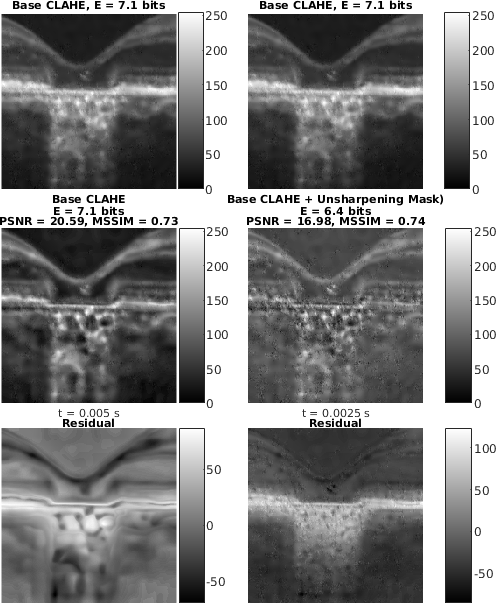 Base CLAHE, E = 7.1 bits
Base CLAHE, E = 7.1 bits
250
200
150
100
50
0
250
200
150
100
50
0
Base CLAHE
E = 7.1 bits
PSNR = 20.59, MSSIM = 0.73
Base CLAHE + Unsharpening Mask)
E = 6.4 bits
PSNR = 16.98, MSSIM = 0.74
250
200
150
100
50
0
250
200
150
100
50
0
t = 0.005 s
Residual
t = 0.0025 s
Residual
50
0
-50
100
50
0
-50